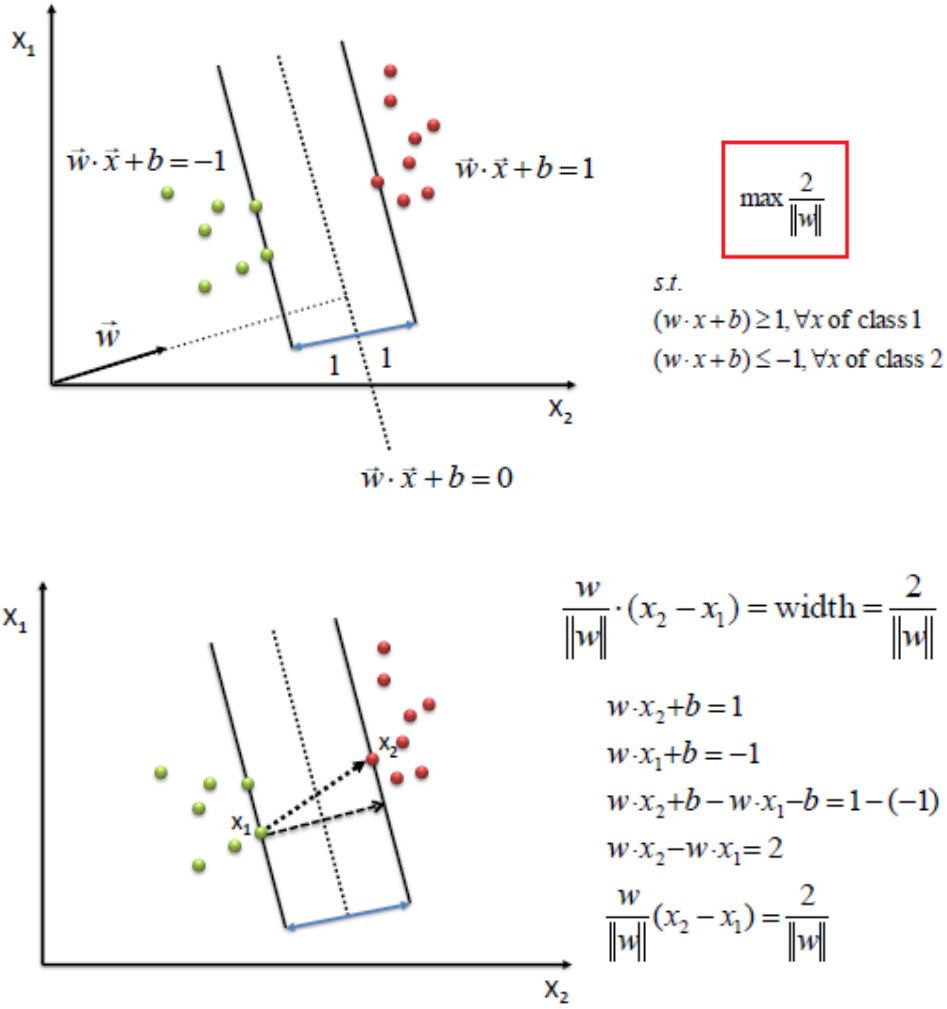 X₁
w⃗·x⃗+b=−1
w⃗·x⃗+b=1
max 2/‖w‖
s.t.
(w·x+b)≥1,∀x of class 1
(w·x+b)≤−1,∀x of class 2
w⃗
1 1
X₂
w⃗·x⃗+b=0
w/‖w‖·(x₂−x₁)=width=2/‖w‖
X₁
w·x₂+b=1
X₂
w·x₁+b=−1
w·x₂+b−w·x₁−b=1−(−1)
X₁
w·x₂−w·x₁=2
w/‖w‖(x₂−x₁)=2/‖w‖
X₂